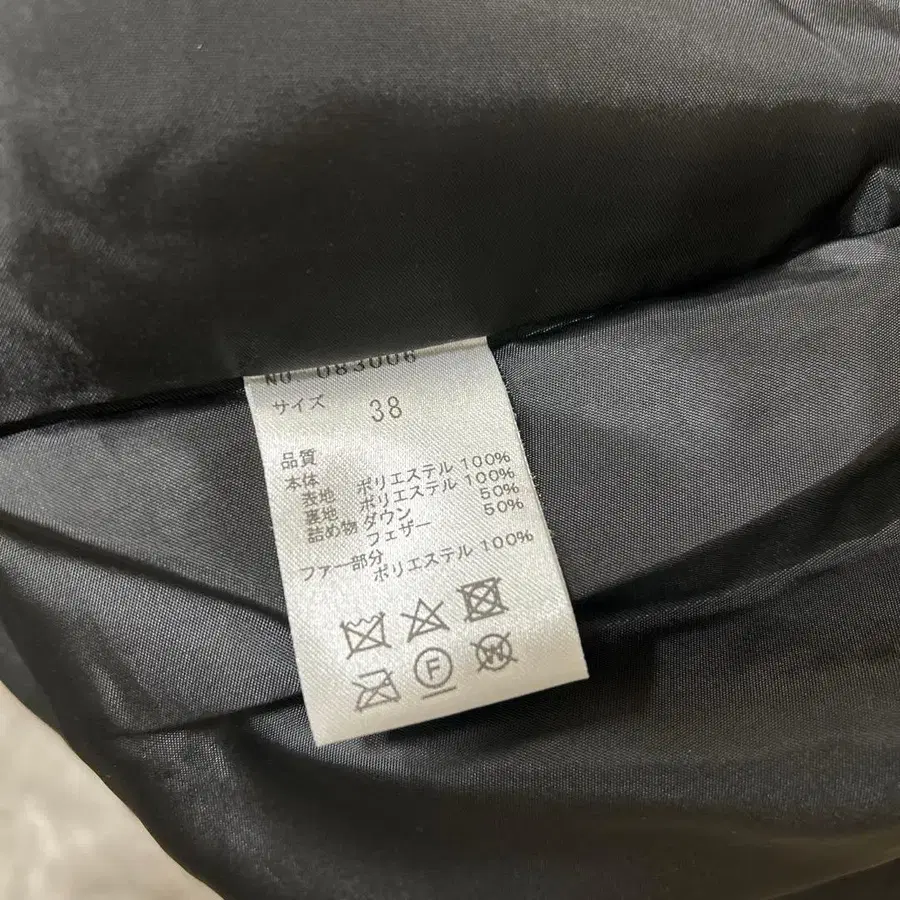 NO. 083006
サイズ 38
品質
本体
表地 ポリエステル 100%
裏地 ポリエステル 100%
詰め物 ダウン 50%
フェザー 50%
ファー部分
ポリエステル 100%
F W